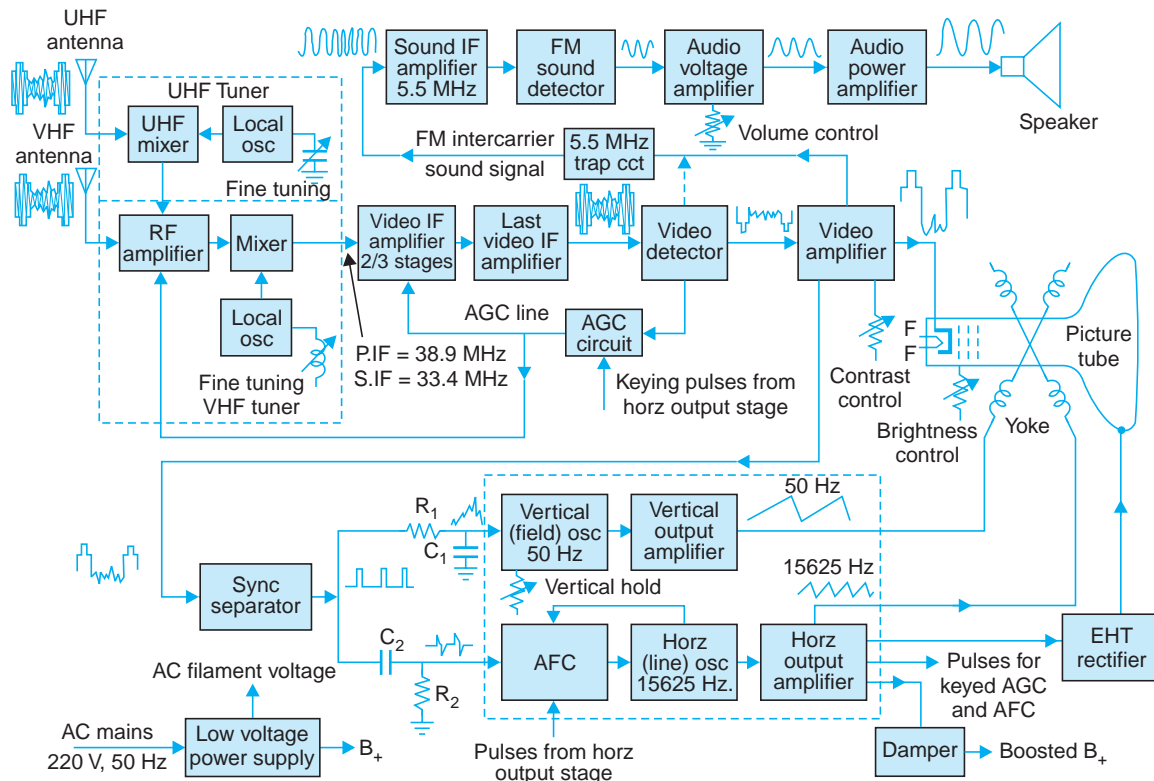 UHF
antenna
UHF Tuner
UHF
mixer
Local
osc
Fine tuning
VHF
antenna
RF
amplifier
Mixer
Local
osc
Fine tuning
VHF tuner
Sound IF
amplifier
5.5 MHz
FM
sound
detector
Audio
voltage
amplifier
Audio
power
amplifier
Speaker
Volume control
FM intercarrier
sound signal
5.5 MHz
trap cct
Video IF
amplifier
2/3 stages
Last
video IF
amplifier
Video
detector
Video
amplifier
AGC line
AGC
circuit
P.IF = 38.9 MHz
S.IF = 33.4 MHz
Keying pulses from
horz output stage
Contrast
control
F
F
Brightness
control
Yoke
Picture
tube
R1
C1
Vertical
(field) osc
50 Hz
Vertical
output
amplifier
50 Hz
Vertical hold
15625 Hz
Sync
separator
C2
R2
AFC
Horz
(line) osc
15625 Hz.
Horz
output
amplifier
EHT
rectifier
Pulses for
keyed AGC
and AFC
Pulses from horz
output stage
Damper
Boosted B+
AC filament voltage
AC mains
220 V, 50 Hz
Low voltage
power supply
B+